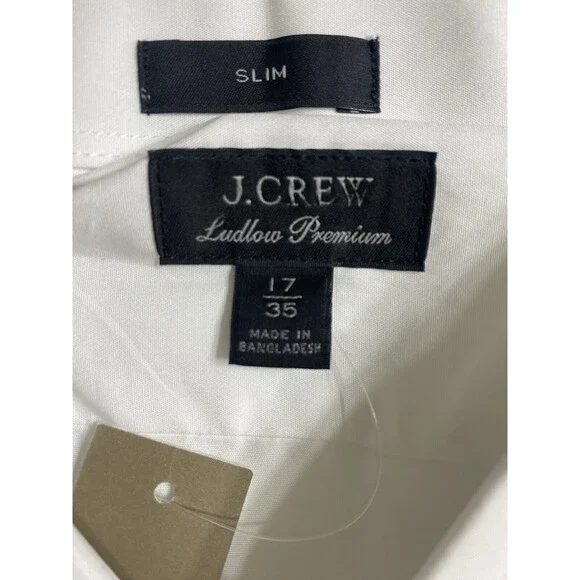 SLIM
J.CREW
Ludlow Premium
17
35
MADE IN
BANGLADESH